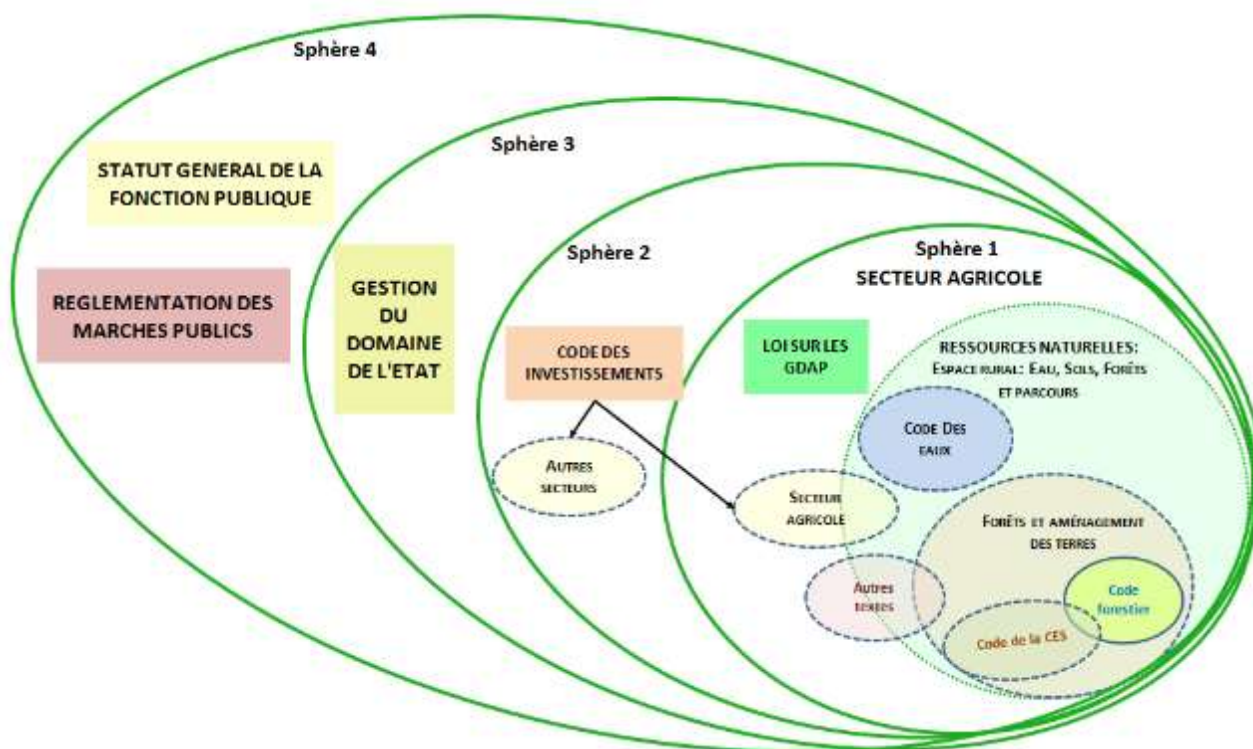 Sphère 4
STATUT GENERAL DE LA
FONCTION PUBLIQUE
REGLEMENTATION DES
MARCHES PUBLICS
Sphère 3
GESTION
DU
DOMAINE
DE L'ETAT
Sphère 2
CODE DES
INVESTISSEMENTS
AUTRES
SECTEURS
Sphère 1
SECTEUR AGRICOLE
LOI SUR LES
GDAP
RESSOURCES NATURELLES:
ESPACE RURAL: EAU, SOLS, FORÊTS
ET PARCOURS
CODE DES
EAUX
SECTEUR
AGRICOLE
FORÊTS ET AMÉNAGEMENT
DES TERRES
Autres
textes
Code
forestier
Code de la CES